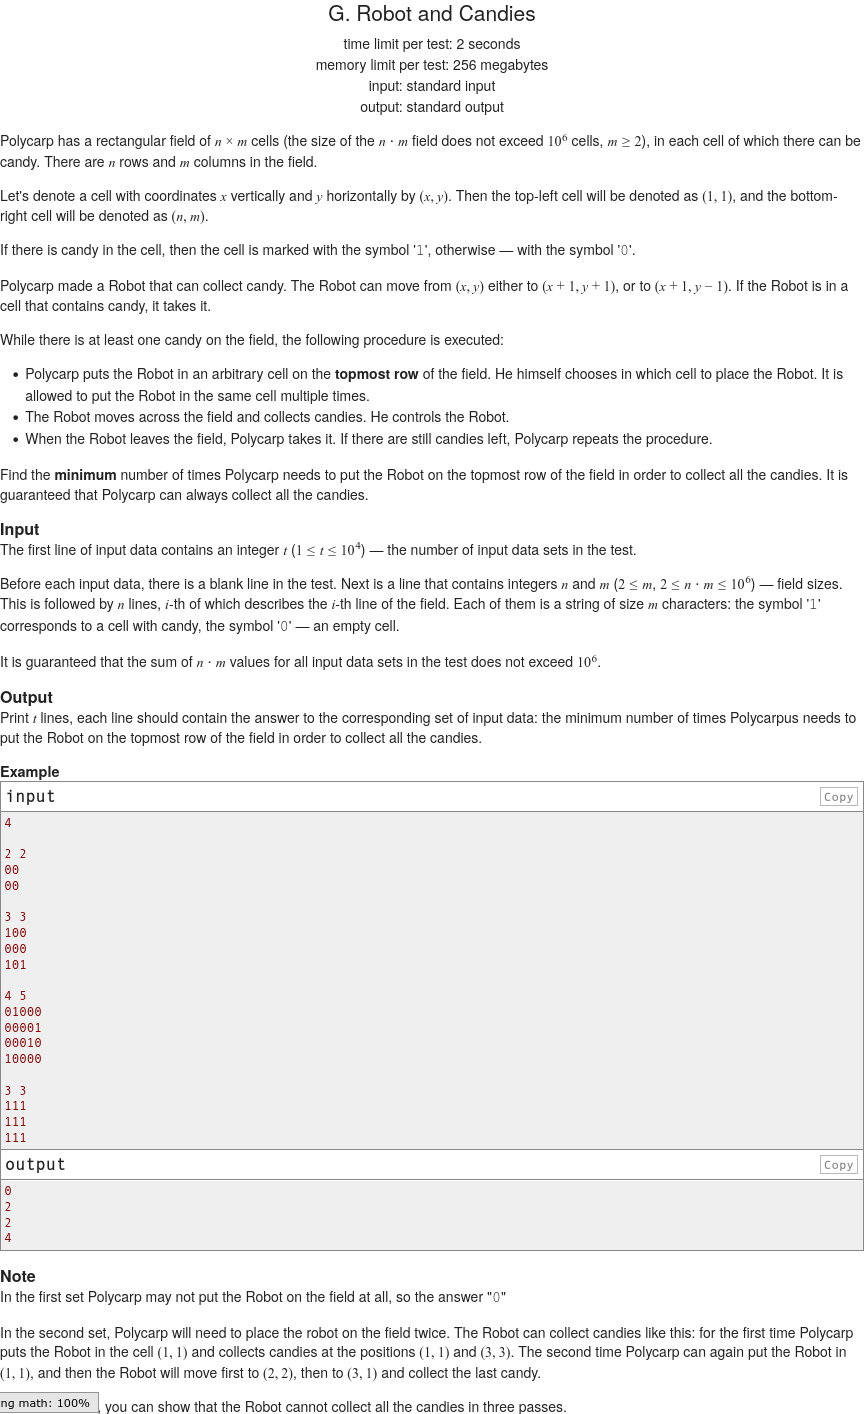 G. Robot and Candies
time limit per test: 2 seconds
memory limit per test: 256 megabytes
input: standard input
output: standard output
Polycarp has a rectangular field of n × m cells (the size of the n · m field does not exceed 10^6 cells, m ≥ 2), in each cell of which there can be
candy. There are n rows and m columns in the field.
Let's denote a cell with coordinates x vertically and y horizontally by (x, y). Then the top-left cell will be denoted as (1, 1), and the bottom-
right cell will be denoted as (n, m).
If there is candy in the cell, then the cell is marked with the symbol '1', otherwise — with the symbol '0'.
Polycarp made a Robot that can collect candy. The Robot can move from (x, y) either to (x + 1, y + 1), or to (x + 1, y − 1). If the Robot is in a
cell that contains candy, it takes it.
While there is at least one candy on the field, the following procedure is executed:
• Polycarp puts the Robot in an arbitrary cell on the topmost row of the field. He himself chooses in which cell to place the Robot. It is
allowed to put the Robot in the same cell multiple times.
• The Robot moves across the field and collects candies. He controls the Robot.
• When the Robot leaves the field, Polycarp takes it. If there are still candies left, Polycarp repeats the procedure.
Find the minimum number of times Polycarp needs to put the Robot on the topmost row of the field in order to collect all the candies. It is
guaranteed that Polycarp can always collect all the candies.
Input
The first line of input data contains an integer t (1 ≤ t ≤ 10^4) — the number of input data sets in the test.
Before each input data, there is a blank line in the test. Next is a line that contains integers n and m (2 ≤ m, 2 ≤ n · m ≤ 10^6) — field sizes.
This is followed by n lines, i-th of which describes the i-th line of the field. Each of them is a string of size m characters: the symbol '1'
corresponds to a cell with candy, the symbol '0' — an empty cell.
It is guaranteed that the sum of n · m values for all input data sets in the test does not exceed 10^6.
Output
Print t lines, each line should contain the answer to the corresponding set of input data: the minimum number of times Polycarpus needs to
put the Robot on the topmost row of the field in order to collect all the candies.
Example
input Copy
4
2 2
00
00
3 3
100
000
101
4 5
01000
00001
00010
10000
3 3
111
111
111
output Copy
0
2
2
4
Note
In the first set Polycarp may not put the Robot on the field at all, so the answer "0"
In the second set, Polycarp will need to place the robot on the field twice. The Robot can collect candies like this: for the first time Polycarp
puts the Robot in the cell (1, 1) and collects candies at the positions (1, 1) and (3, 3). The second time Polycarp can again put the Robot in
(1, 1), and then the Robot will move first to (2, 2), then to (3, 1) and collect the last candy.
ng math: 100% , you can show that the Robot cannot collect all the candies in three passes.